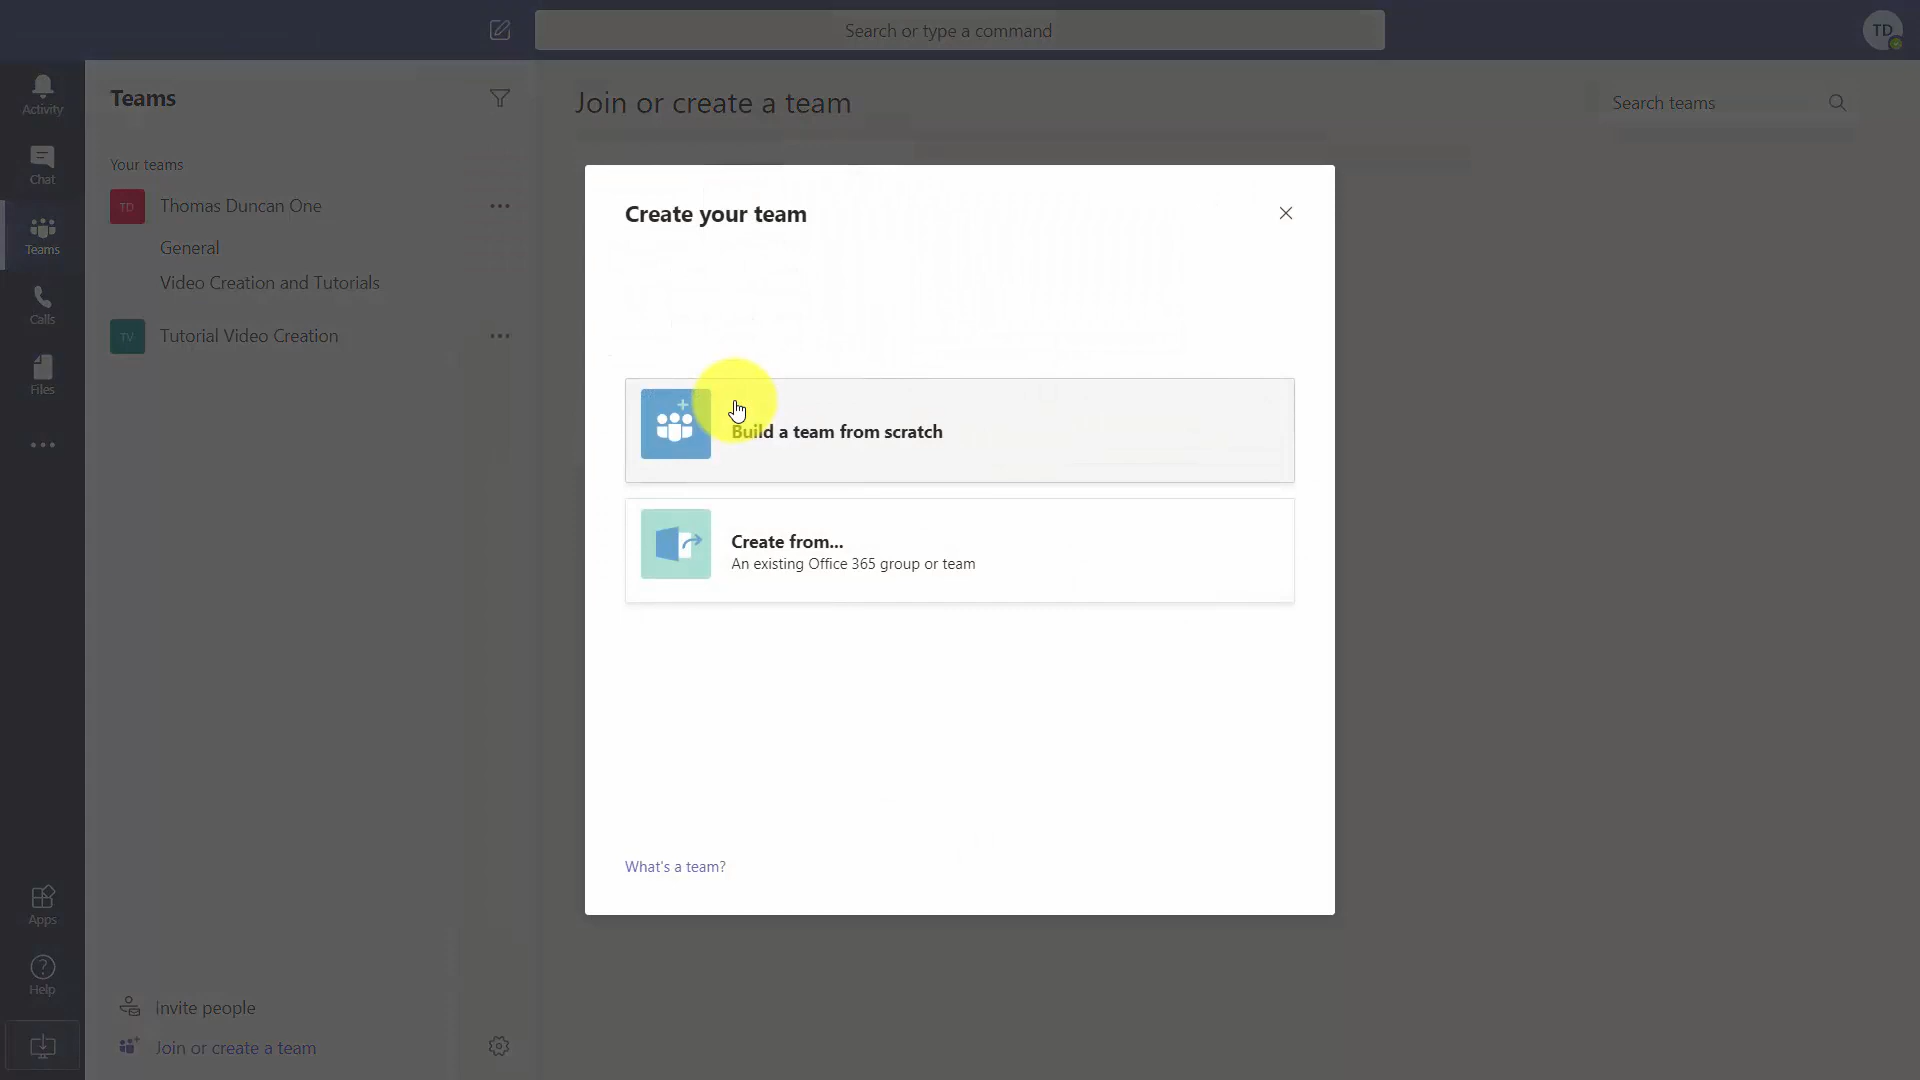 Search or type a command
TD
Activity
Chat
Teams
Calls
Files
Apps
Help
Teams
Your teams
TD
Thomas Duncan One
General
Video Creation and Tutorials
TV
Tutorial Video Creation
Invite people
Join or create a team
Join or create a team
Search teams
Create your team
Build a team from scratch
Create from...
An existing Office 365 group or team
What's a team?